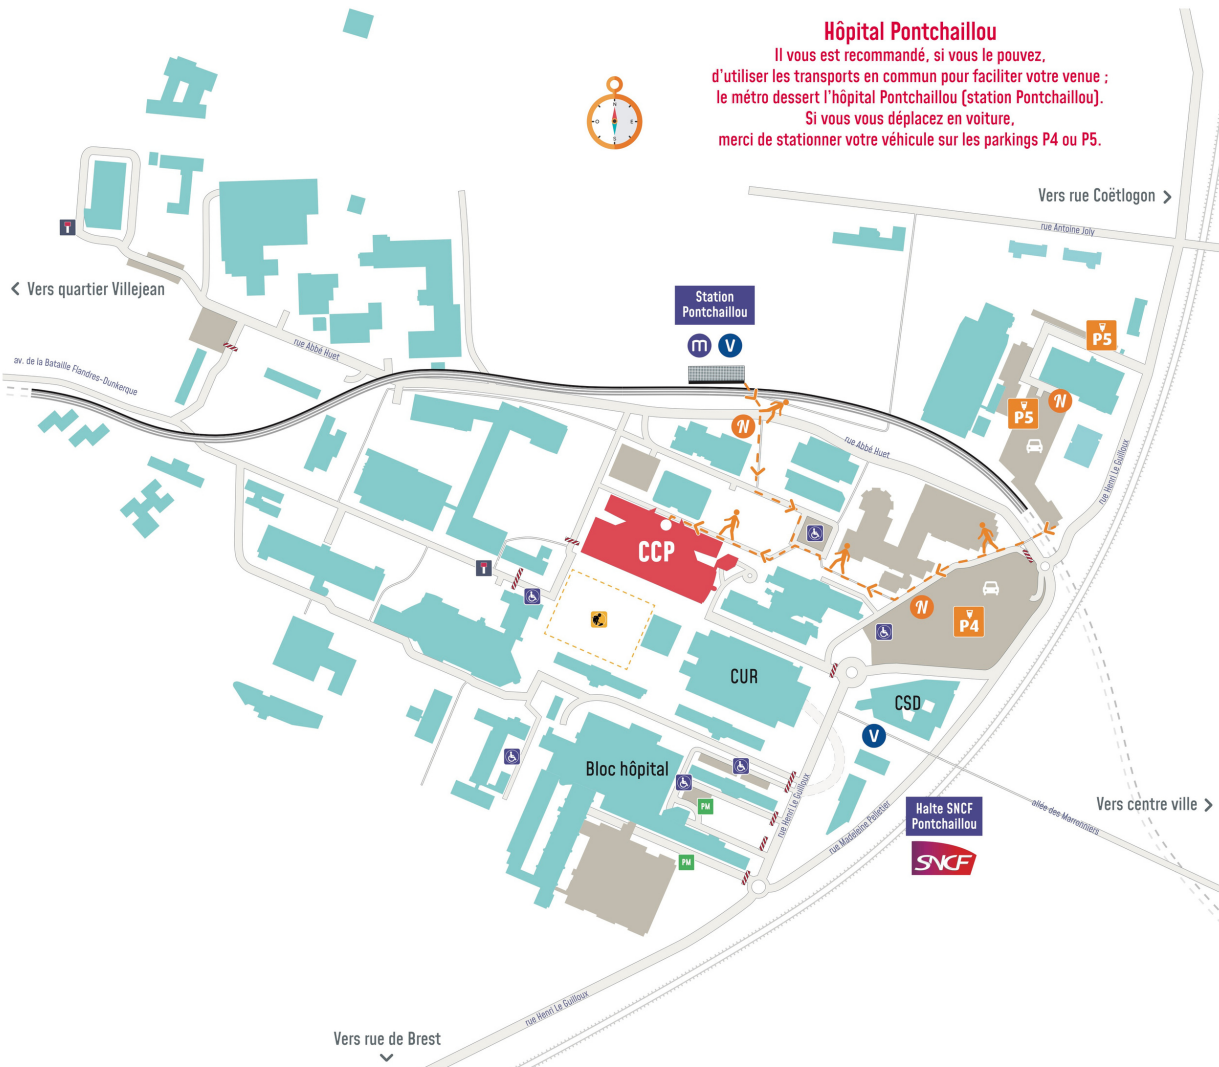 Hôpital Pontchaillou
Il vous est recommandé, si vous le pouvez,
d'utiliser les transports en commun pour faciliter votre venue ;
le métro dessert l'hôpital Pontchaillou (station Pontchaillou).
Si vous vous déplacez en voiture,
merci de stationner votre véhicule sur les parkings P4 ou P5.
N
O
E
S
Vers rue Coëtlogon
rue Antoine Joly
Vers quartier Villejean
Station
Pontchaillou
m
V
P5
rue Abbé Huet
av. de la Bataille Flandres-Dunkerque
N
P5
N
rue Abbé Huet
rue Henri Le Guilloux
CCP
N
P4
CUR
CSD
V
Bloc hôpital
PM
PM
rue Henri Le Guilloux
rue Madeleine Pelletier
Halte SNCF
Pontchaillou
SNCF
allée des Marronniers
Vers centre ville
rue Henri Le Guilloux
Vers rue de Brest